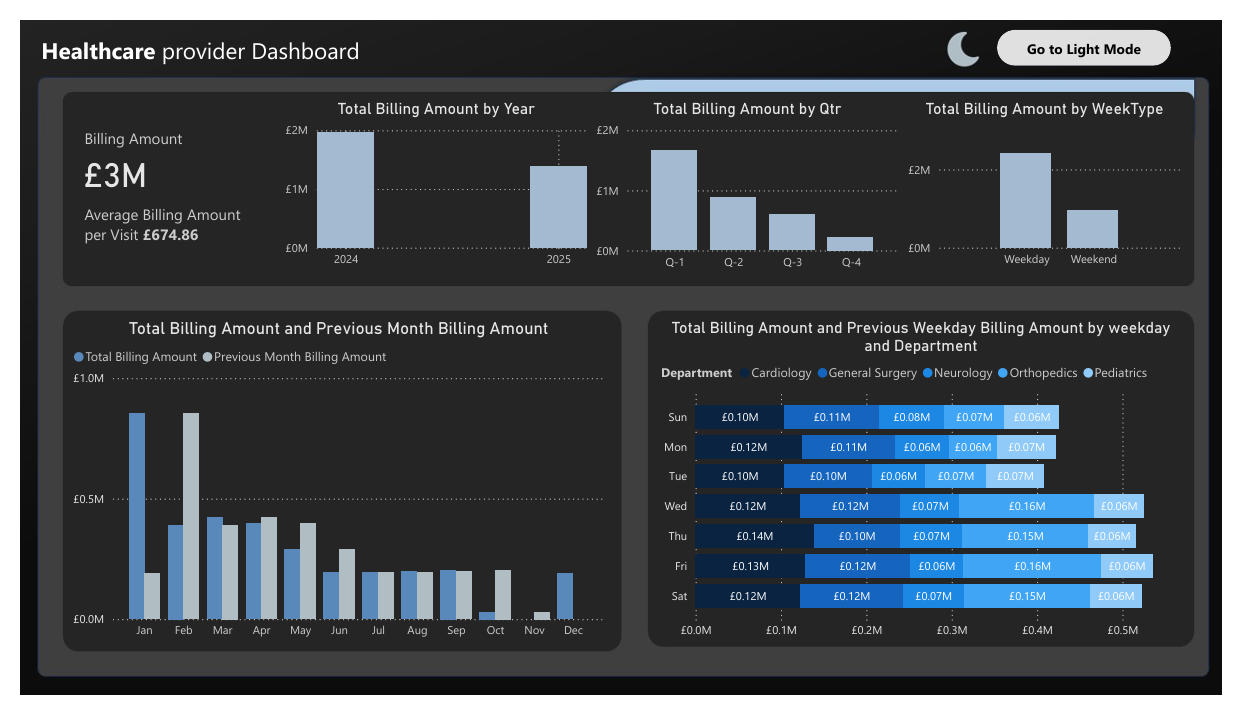 Healthcare provider Dashboard
Go to Light Mode
Billing Amount
£3M
Average Billing Amount
per Visit £674.86
Total Billing Amount by Year
£2M
£1M
£0M
2024 2025
Total Billing Amount by Qtr
£2M
£1M
£0M
Q-1 Q-2 Q-3 Q-4
Total Billing Amount by WeekType
£2M
£0M
Weekday Weekend
Total Billing Amount and Previous Month Billing Amount
Total Billing Amount Previous Month Billing Amount
£1.0M
£0.5M
£0.0M
Jan Feb Mar Apr May Jun Jul Aug Sep Oct Nov Dec
Total Billing Amount and Previous Weekday Billing Amount by weekday
and Department
Department Cardiology General Surgery Neurology Orthopedics Pediatrics
Sun £0.10M £0.11M £0.08M £0.07M £0.06M
Mon £0.12M £0.11M £0.06M £0.06M £0.07M
Tue £0.10M £0.10M £0.06M £0.07M £0.07M
Wed £0.12M £0.12M £0.07M £0.16M £0.06M
Thu £0.14M £0.10M £0.07M £0.15M £0.06M
Fri £0.13M £0.12M £0.06M £0.16M £0.06M
Sat £0.12M £0.12M £0.07M £0.15M £0.06M
£0.0M £0.1M £0.2M £0.3M £0.4M £0.5M